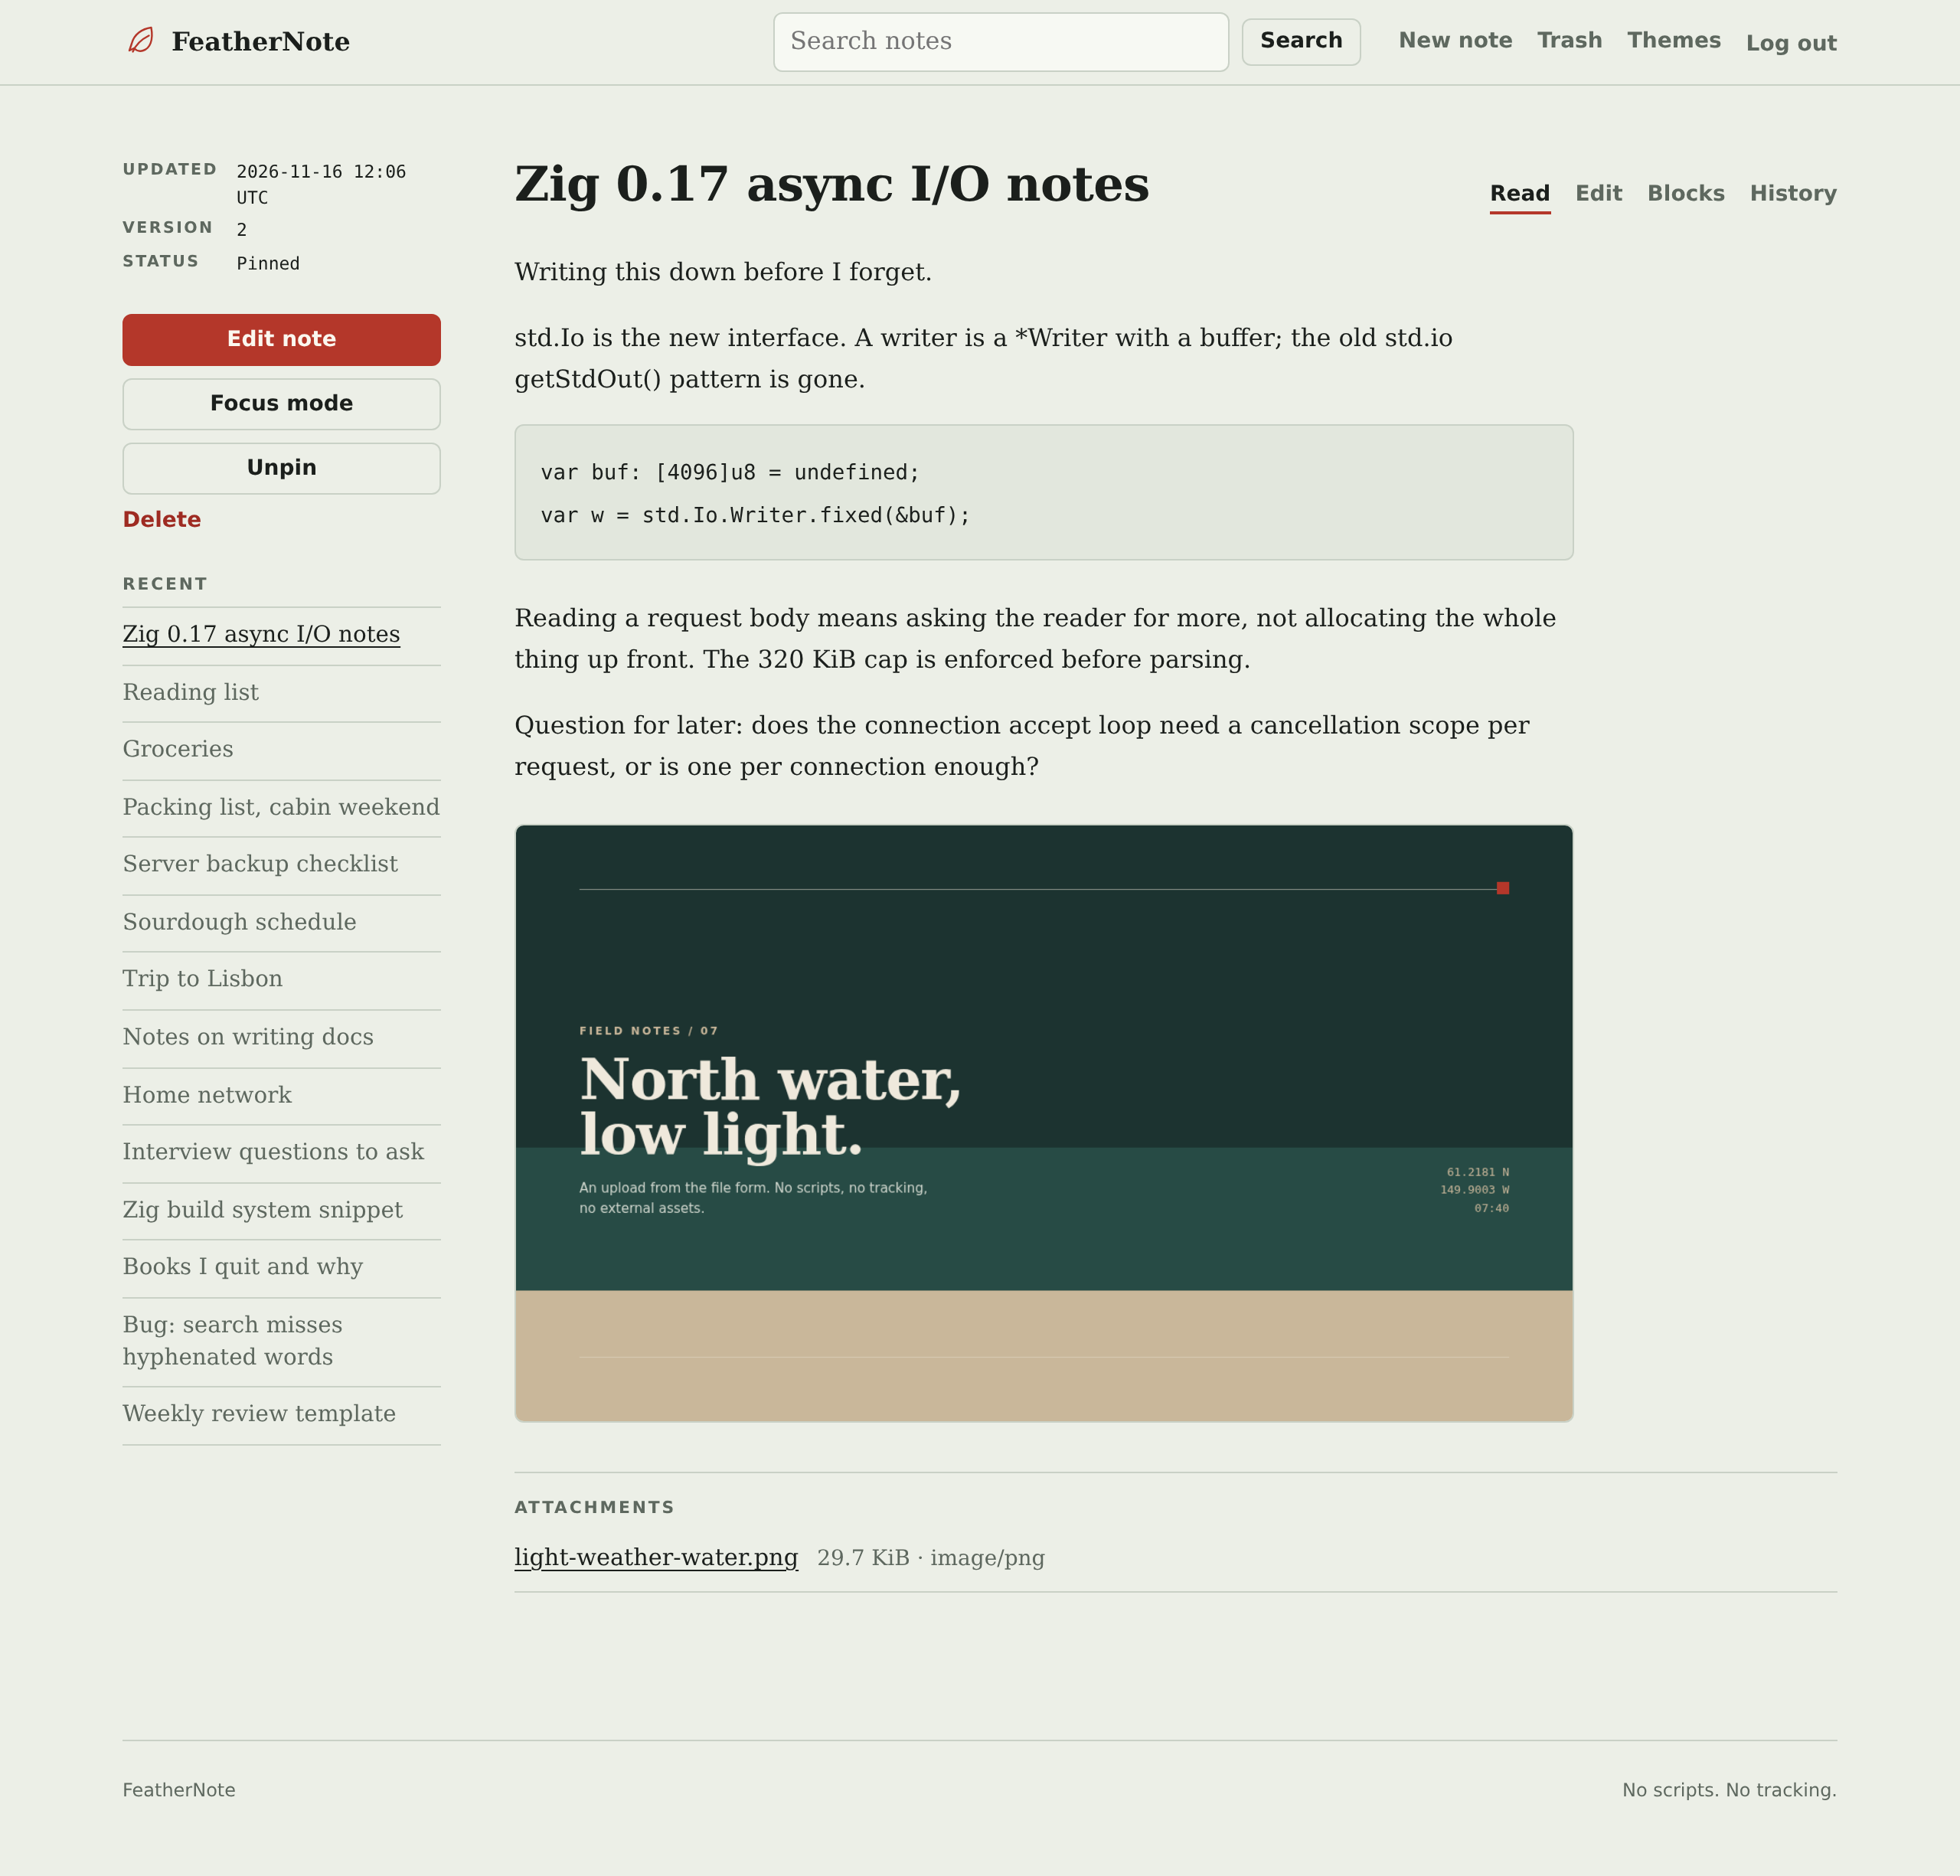 FeatherNote
Search notes
Search
New note
Trash
Themes
Log out
UPDATED 2026-11-16 12:06
UTC
VERSION 2
STATUS Pinned
Edit note
Focus mode
Unpin
Delete
RECENT
Zig 0.17 async I/O notes
Reading list
Groceries
Packing list, cabin weekend
Server backup checklist
Sourdough schedule
Trip to Lisbon
Notes on writing docs
Home network
Interview questions to ask
Zig build system snippet
Books I quit and why
Bug: search misses
hyphenated words
Weekly review template
Zig 0.17 async I/O notes
Read
Edit
Blocks
History
Writing this down before I forget.
std.Io is the new interface. A writer is a *Writer with a buffer; the old std.io
getStdOut() pattern is gone.
var buf: [4096]u8 = undefined;
var w = std.Io.Writer.fixed(&buf);
Reading a request body means asking the reader for more, not allocating the whole
thing up front. The 320 KiB cap is enforced before parsing.
Question for later: does the connection accept loop need a cancellation scope per
request, or is one per connection enough?
FIELD NOTES / 07
North water,
low light.
An upload from the file form. No scripts, no tracking,
no external assets.
61.2181 N
149.9003 W
07:40
ATTACHMENTS
light-weather-water.png 29.7 KiB · image/png
FeatherNote
No scripts. No tracking.